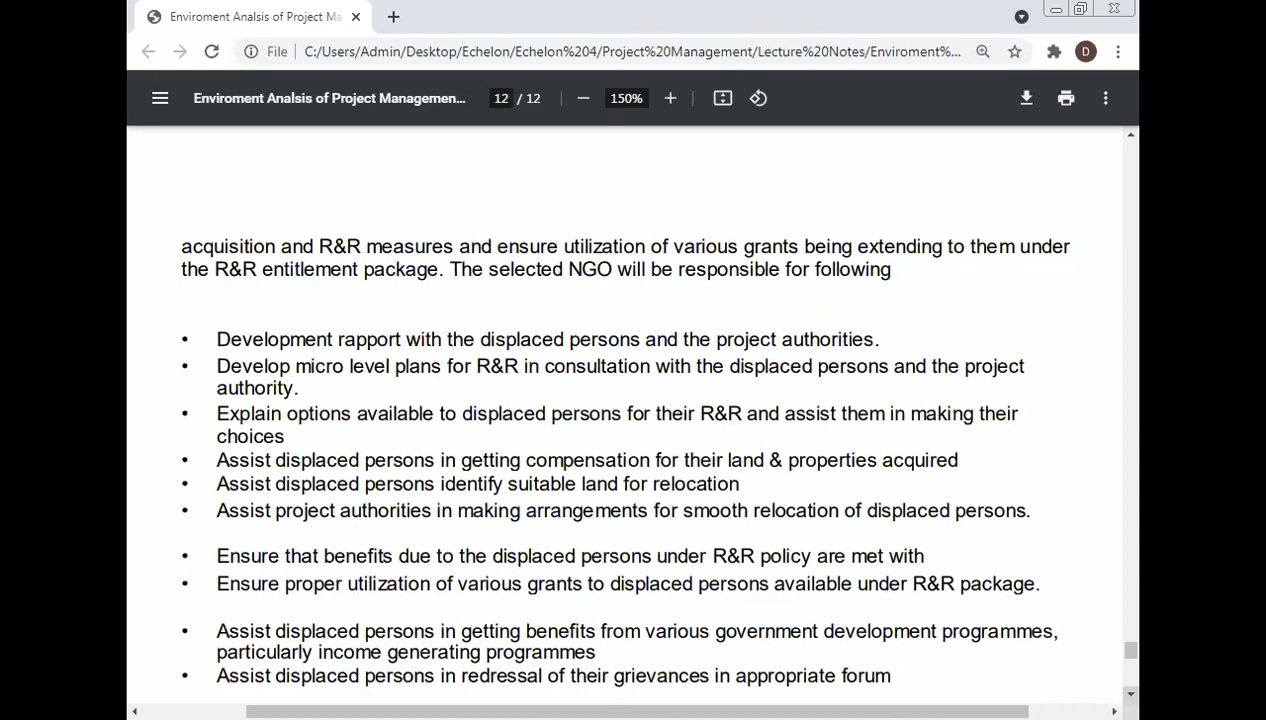 Enviroment Analsis of Project Ma
File C:/Users/Admin/Desktop/Echelon/Echelon%204/Project%20Management/Lecture%20Notes/Enviroment%...
D
Enviroment Analsis of Project Managemen... 12 / 12 150%
acquisition and R&R measures and ensure utilization of various grants being extending to them under
the R&R entitlement package. The selected NGO will be responsible for following
• Development rapport with the displaced persons and the project authorities.
• Develop micro level plans for R&R in consultation with the displaced persons and the project
authority.
• Explain options available to displaced persons for their R&R and assist them in making their
choices
• Assist displaced persons in getting compensation for their land & properties acquired
• Assist displaced persons identify suitable land for relocation
• Assist project authorities in making arrangements for smooth relocation of displaced persons.
• Ensure that benefits due to the displaced persons under R&R policy are met with
• Ensure proper utilization of various grants to displaced persons available under R&R package.
• Assist displaced persons in getting benefits from various government development programmes,
particularly income generating programmes
• Assist displaced persons in redressal of their grievances in appropriate forum